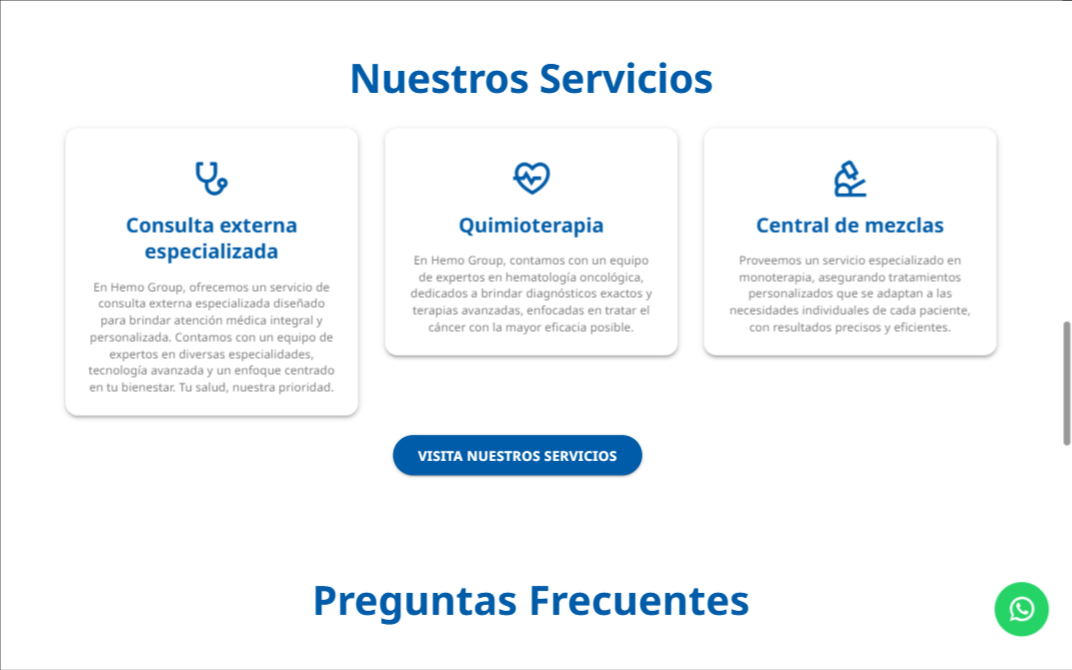 Nuestros Servicios
Consulta externa
especializada
En Hemo Group, ofrecemos un servicio de
consulta externa especializada diseñado
para brindar atención médica integral y
personalizada. Contamos con un equipo de
expertos en diversas especialidades,
tecnología avanzada y un enfoque centrado
en tu bienestar. Tu salud, nuestra prioridad.
Quimioterapia
En Hemo Group, contamos con un equipo
de expertos en hematología oncológica,
dedicados a brindar diagnósticos exactos y
terapias avanzadas, enfocadas en tratar el
cáncer con la mayor eficacia posible.
Central de mezclas
Proveemos un servicio especializado en
monoterapia, asegurando tratamientos
personalizados que se adaptan a las
necesidades individuales de cada paciente,
con resultados precisos y eficientes.
VISITA NUESTROS SERVICIOS
Preguntas Frecuentes